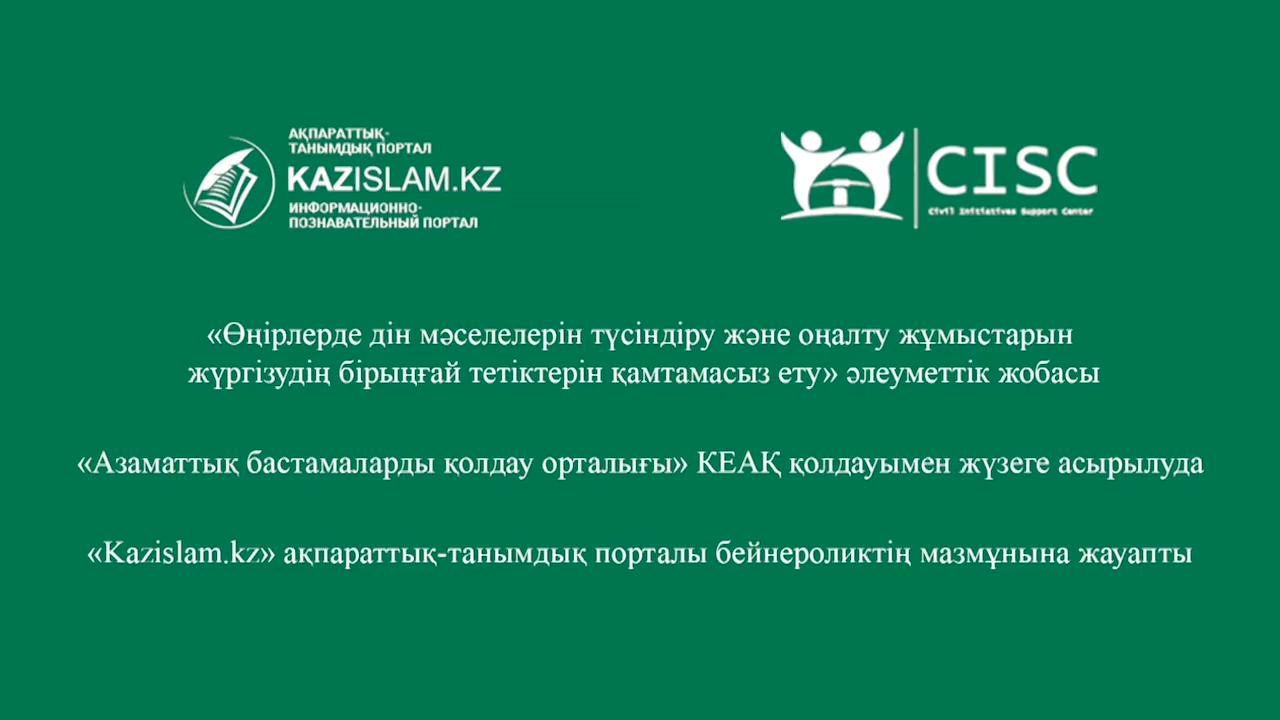 АҚПАРАТТЫҚ-
ТАНЫМДЫҚ ПОРТАЛ
KAZISLAM.KZ
ИНФОРМАЦИОННО-
ПОЗНАВАТЕЛЬНЫЙ ПОРТАЛ
CISC
Civil Initiatives Support Center
«Өңірлерде дін мәселелерін түсіндіру және оңалту жұмыстарын
жүргізудің бірыңғай тетіктерін қамтамасыз ету» әлеуметтік жобасы
«Азаматтық бастамаларды қолдау орталығы» КЕАҚ қолдауымен жүзеге асырылуда
«Kazislam.kz» ақпараттық-танымдық порталы бейнероликтің мазмұнына жауапты